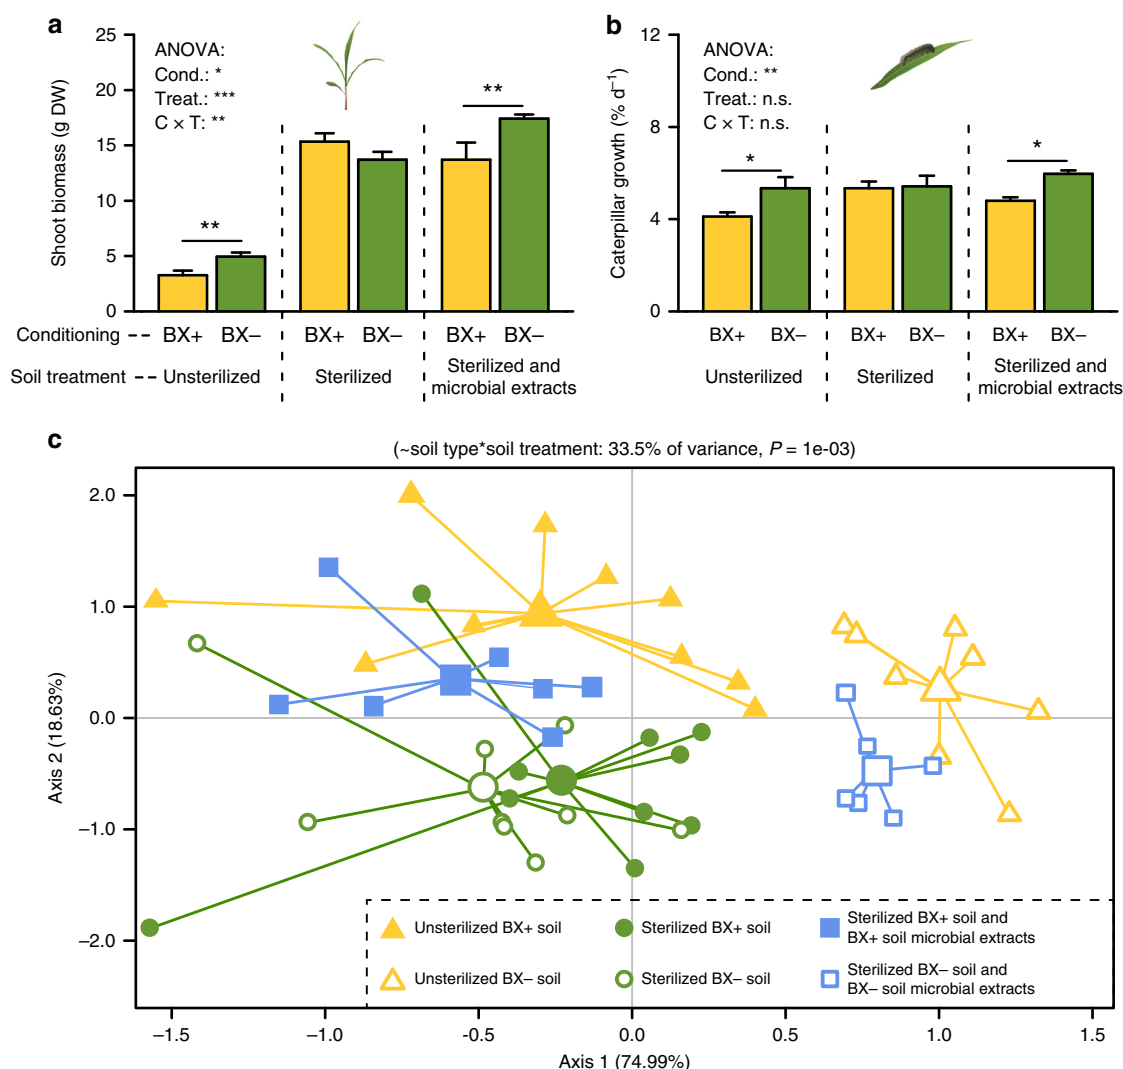 a
25
20
15
10
5
0
Shoot biomass (g DW)
ANOVA:
Cond.: *
Treat.: ***
C × T: **
**
**
b
12
8
4
0
Caterpillar growth (% d⁻¹)
ANOVA:
Cond.: **
Treat.: n.s.
C × T: n.s.
*
*
Conditioning -- BX+ BX– BX+ BX– BX+ BX–
Soil treatment -- Unsterilized Sterilized Sterilized and
microbial extracts
BX+ BX– BX+ BX– BX+ BX–
Unsterilized Sterilized Sterilized and
microbial extracts
c
(~soil type*soil treatment: 33.5% of variance, P = 1e-03)
2.0
1.0
0.0
–1.0
–2.0
Axis 2 (18.63%)
Unsterilized BX+ soil
Unsterilized BX– soil
Sterilized BX+ soil
Sterilized BX– soil
Sterilized BX+ soil and
BX+ soil microbial extracts
Sterilized BX– soil and
BX– soil microbial extracts
–1.5 –1.0 -0.5 0.0 0.5 1.0 1.5
Axis 1 (74.99%)